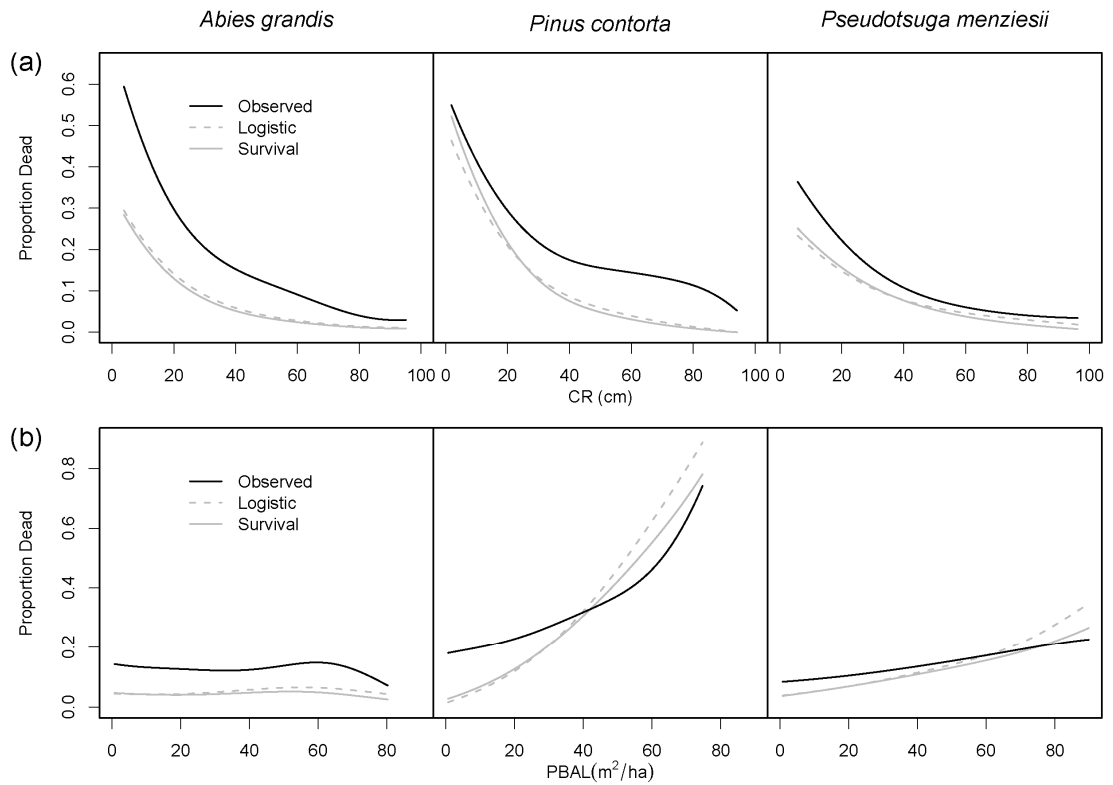 Abies grandis
Pinus contorta
Pseudotsuga menziesii
(a)
Proportion Dead
0.6
0.5
0.4
0.3
0.2
0.1
0.0
Observed
Logistic
Survival
0 20 40 60 80 100
0 20 40 60 80 100
0 20 40 60 80 100
CR (cm)
(b)
Proportion Dead
0.8
0.6
0.4
0.2
0.0
Observed
Logistic
Survival
0 20 40 60 80
0 20 40 60 80
0 20 40 60 80
PBAL(m²/ha)